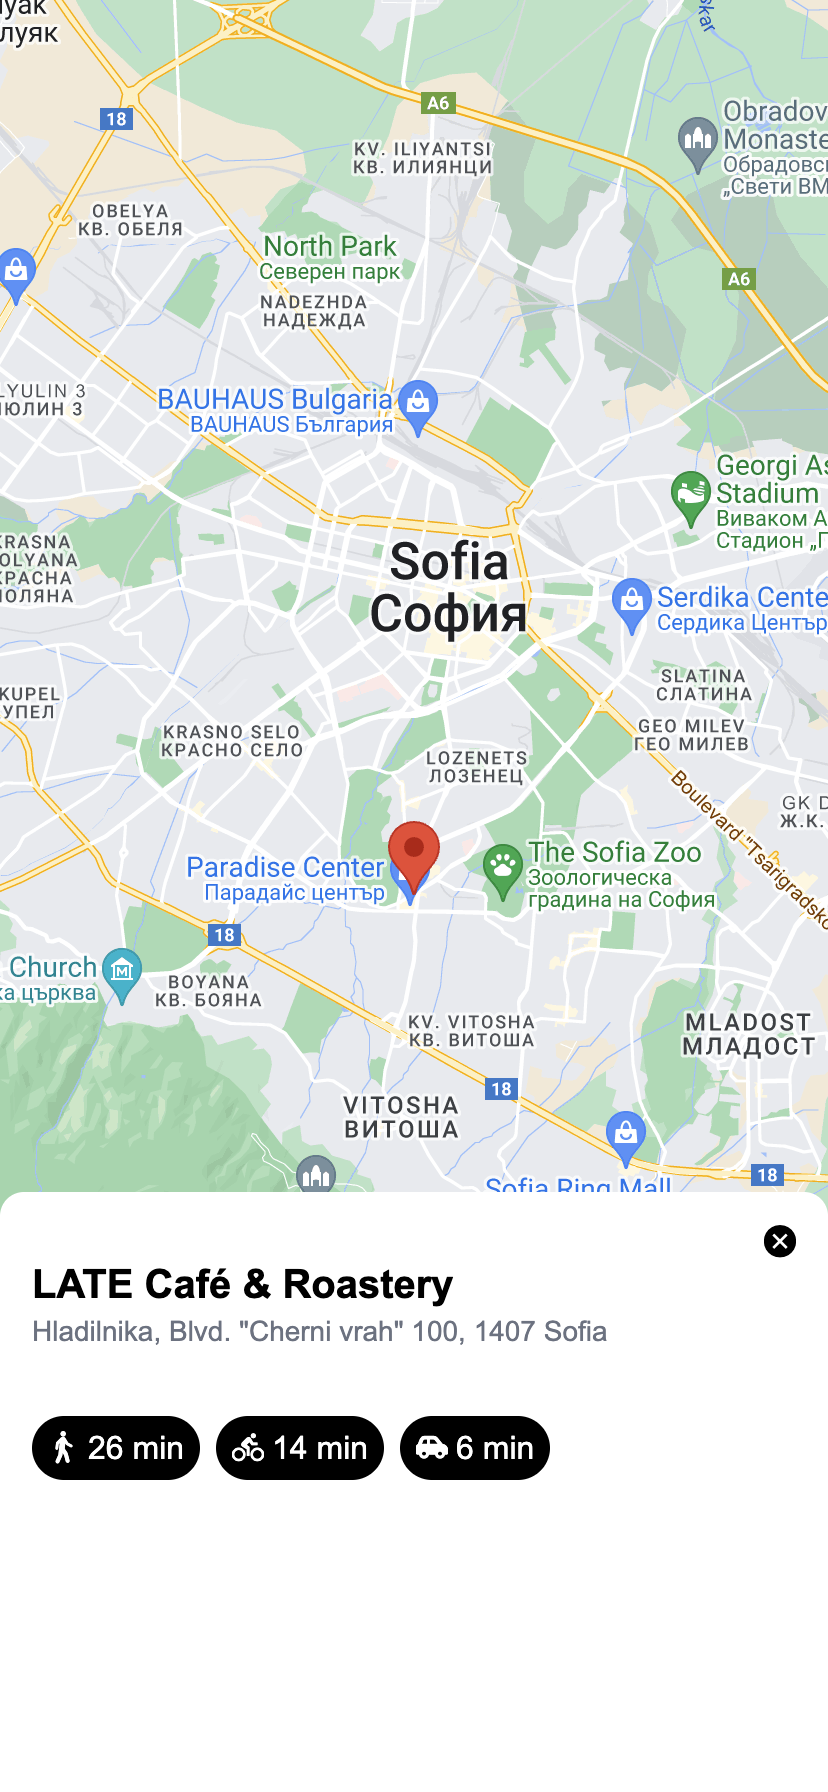 луяк
18
A6
Obradov
Monaste
Обрадовс
„Свети ВМ
KV. ILIYANTSI
КВ. ИЛИЯНЦИ
OBELYA
КВ. ОБЕЛЯ
North Park
Северен парк
NADEZHDA
НАДЕЖДА
A6
LYULIN 3
ЛЮЛИН 3
BAUHAUS Bulgaria
BAUHAUS България
Georgi As
Stadium
Виваком А
Стадион „Г
KRASNA
POLYANA
КРАСНА
ПОЛЯНА
Sofia
София
Serdika Cente
Сердика Център
SLATINA
СЛАТИНА
KUPEL
УПЕЛ
GEO MILEV
ГЕО МИЛЕВ
KRASNO SELO
КРАСНО СЕЛО
LOZENETS
ЛОЗЕНЕЦ
Boulevard "Tsarigradsko
GK D
Ж.К.
Paradise Center
Парадайс център
The Sofia Zoo
Зоологическа
градина на София
18
Church
ка църква
BOYANA
КВ. БОЯНА
KV. VITOSHA
КВ. ВИТОША
MLADOST
МЛАДОСТ
VITOSHA
ВИТОША
18
18
Sofia Ring Mall
LATE Café & Roastery
Hladilnika, Blvd. "Cherni vrah" 100, 1407 Sofia
26 min 14 min 6 min